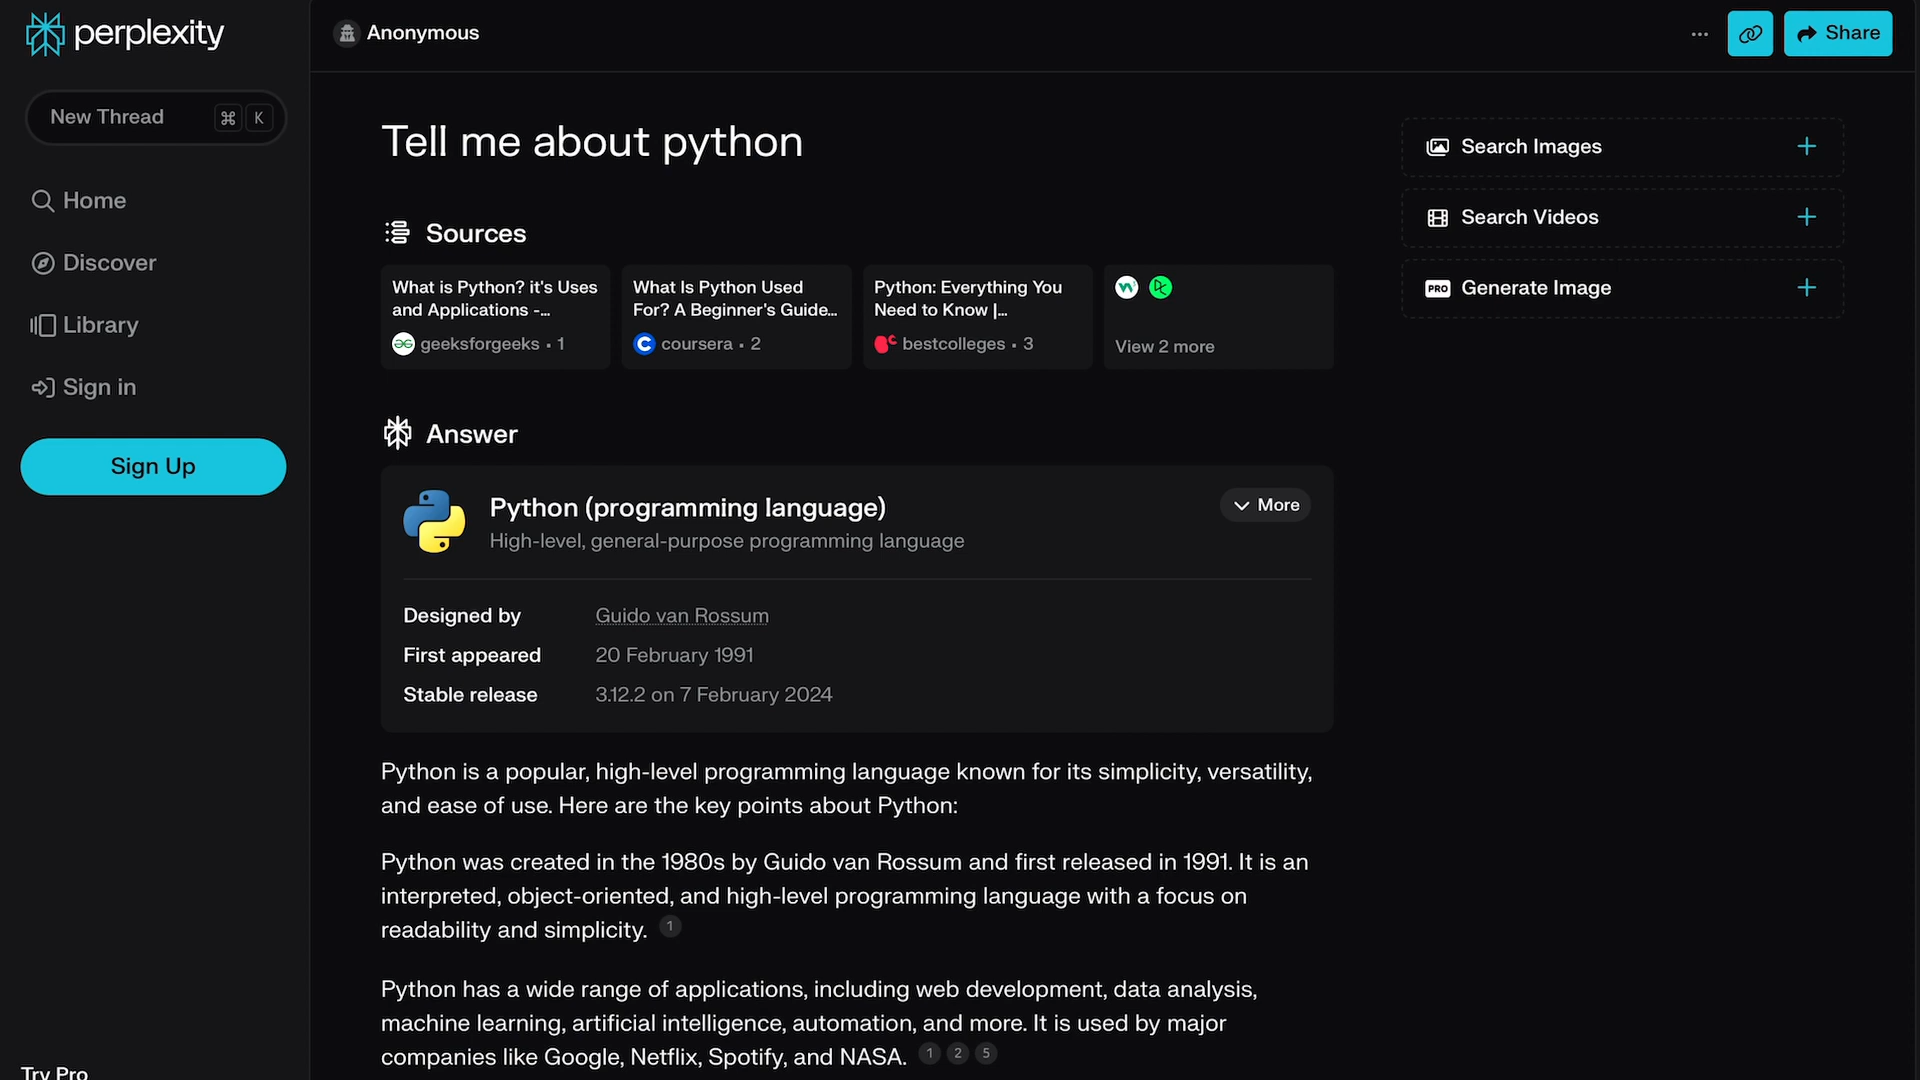 perplexity
New Thread ⌘ K
Home
Discover
Library
Sign in
Sign Up
Try Pro
Anonymous
Share
Tell me about python
Sources
What is Python? it's Uses
and Applications -...
geeksforgeeks • 1
What Is Python Used
For? A Beginner's Guide...
coursera • 2
Python: Everything You
Need to Know |...
bestcolleges • 3
View 2 more
Answer
Python (programming language)
More
High-level, general-purpose programming language
Designed by Guido van Rossum
First appeared 20 February 1991
Stable release 3.12.2 on 7 February 2024
Python is a popular, high-level programming language known for its simplicity, versatility,
and ease of use. Here are the key points about Python:
Python was created in the 1980s by Guido van Rossum and first released in 1991. It is an
interpreted, object-oriented, and high-level programming language with a focus on
readability and simplicity. 1
Python has a wide range of applications, including web development, data analysis,
machine learning, artificial intelligence, automation, and more. It is used by major
companies like Google, Netflix, Spotify, and NASA. 1 2 5
Search Images
Search Videos
PRO Generate Image